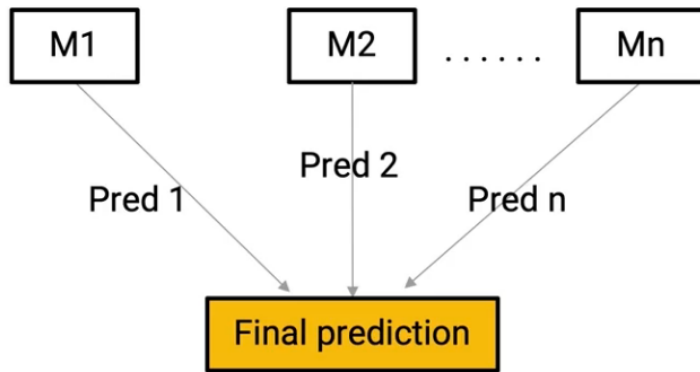 M1
M2
......
Mn
Pred 1
Pred 2
Pred n
Final prediction